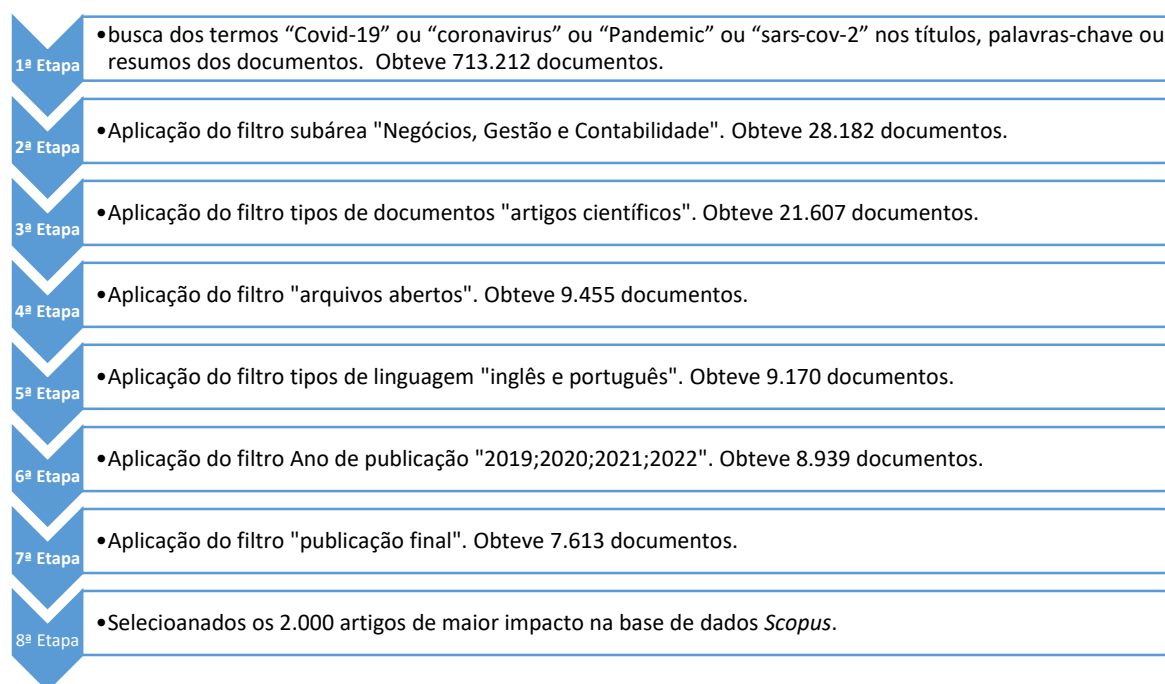 •busca dos termos “Covid-19” ou “coronavirus” ou “Pandemic” ou “sars-cov-2” nos títulos, palavras-chave ou
resumos dos documentos.  Obteve 713.212 documentos.
1ª Etapa
•Aplicação do filtro subárea "Negócios, Gestão e Contabilidade". Obteve 28.182 documentos.
2ª Etapa
•Aplicação do filtro tipos de documentos "artigos científicos". Obteve 21.607 documentos.
3ª Etapa
•Aplicação do filtro "arquivos abertos". Obteve 9.455 documentos.
4ª Etapa
•Aplicação do filtro tipos de linguagem "inglês e português". Obteve 9.170 documentos.
5ª Etapa
•Aplicação do filtro Ano de publicação "2019;2020;2021;2022". Obteve 8.939 documentos.
6ª Etapa
•Aplicação do filtro "publicação final". Obteve 7.613 documentos.
7ª Etapa
•Selecioanados os 2.000 artigos de maior impacto na base de dados Scopus.
8ª Etapa